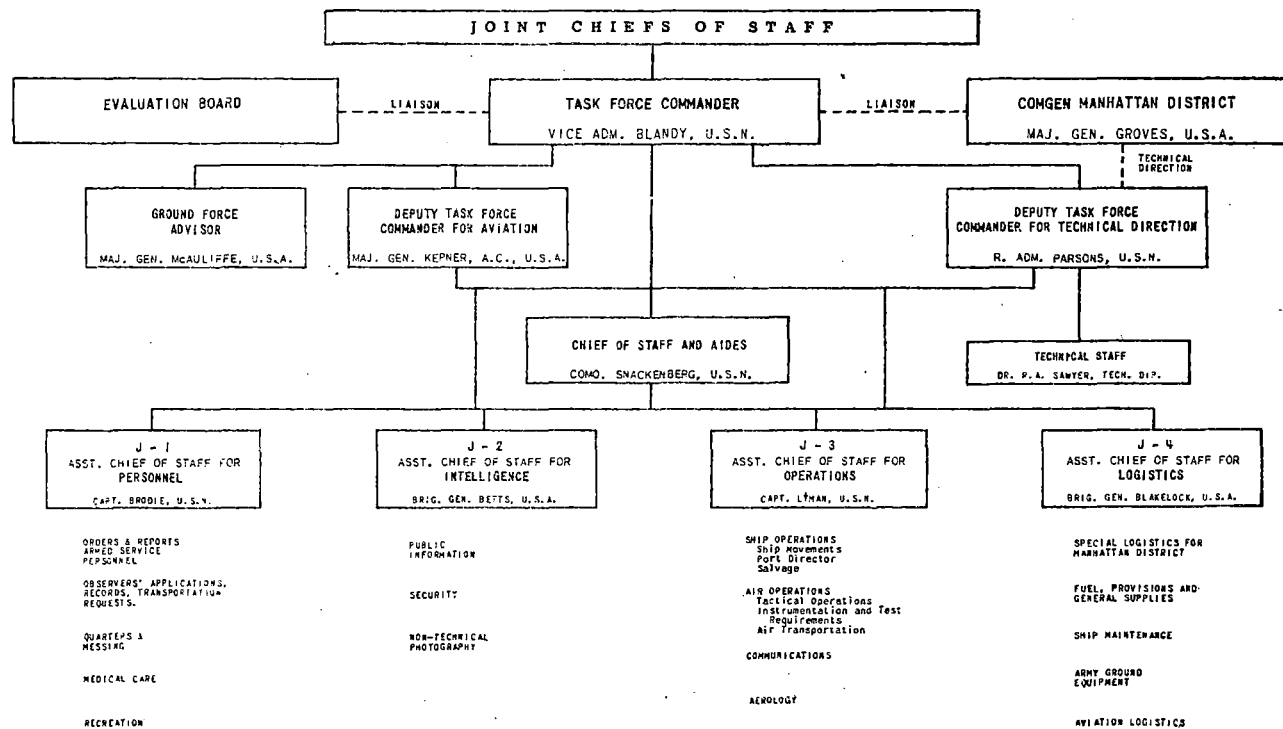 JOINT CHIEFS OF STAFF
EVALUATION BOARD
LIAISON
TASK FORCE COMMANDER
VICE ADM. BLANDY, U.S.N.
LIAISON
COMGEN MANHATTAN DISTRICT
MAJ. GEN. GROVES, U.S.A.
TECHNICAL
DIRECTION
GROUND FORCE
ADVISOR
MAJ. GEN. McAULIFFE, U.S.A.
DEPUTY TASK FORCE
COMMANDER FOR AVIATION
MAJ. GEN. KEPNER, A.C., U.S.A.
DEPUTY TASK FORCE
COMMANDER FOR TECHNICAL DIRECTION
R. ADM. PARSONS, U.S.N.
CHIEF OF STAFF AND AIDES
COMO. SNACKENBERG, U.S.N.
TECHNICAL STAFF
DR. R.A. SAWYER, TECH. DIR.
J - 1
ASST. CHIEF OF STAFF FOR
PERSONNEL
CAPT. BRODIE, U.S.N.
J - 2
ASST. CHIEF OF STAFF FOR
INTELLIGENCE
BRIG. GEN. BETTS, U.S.A.
J - 3
ASST. CHIEF OF STAFF FOR
OPERATIONS
CAPT. LYMAN, U.S.N.
J - 4
ASST. CHIEF OF STAFF FOR
LOGISTICS
BRIG. GEN. BLAKELOCK, U.S.A.
ORDERS & REPORTS
ARMED SERVICE
PERSONNEL
OBSERVERS' APPLICATIONS,
RECORDS, TRANSPORTATION
REQUESTS.
QUARTERS &
MESSING
MEDICAL CARE
RECREATION
PUBLIC
INFORMATION
SECURITY
NON-TECHNICAL
PHOTOGRAPHY
SHIP OPERATIONS
Ship Movements
Port Director
Salvage
AIR OPERATIONS
Tactical Operations
Instrumentation and Test
Requirements
Air Transportation
COMMUNICATIONS
AEROLOGY
SPECIAL LOGISTICS FOR
MANHATTAN DISTRICT
FUEL, PROVISIONS AND
GENERAL SUPPLIES
SHIP MAINTENANCE
ARMY GROUND
EQUIPMENT
AVIATION LOGISTICS